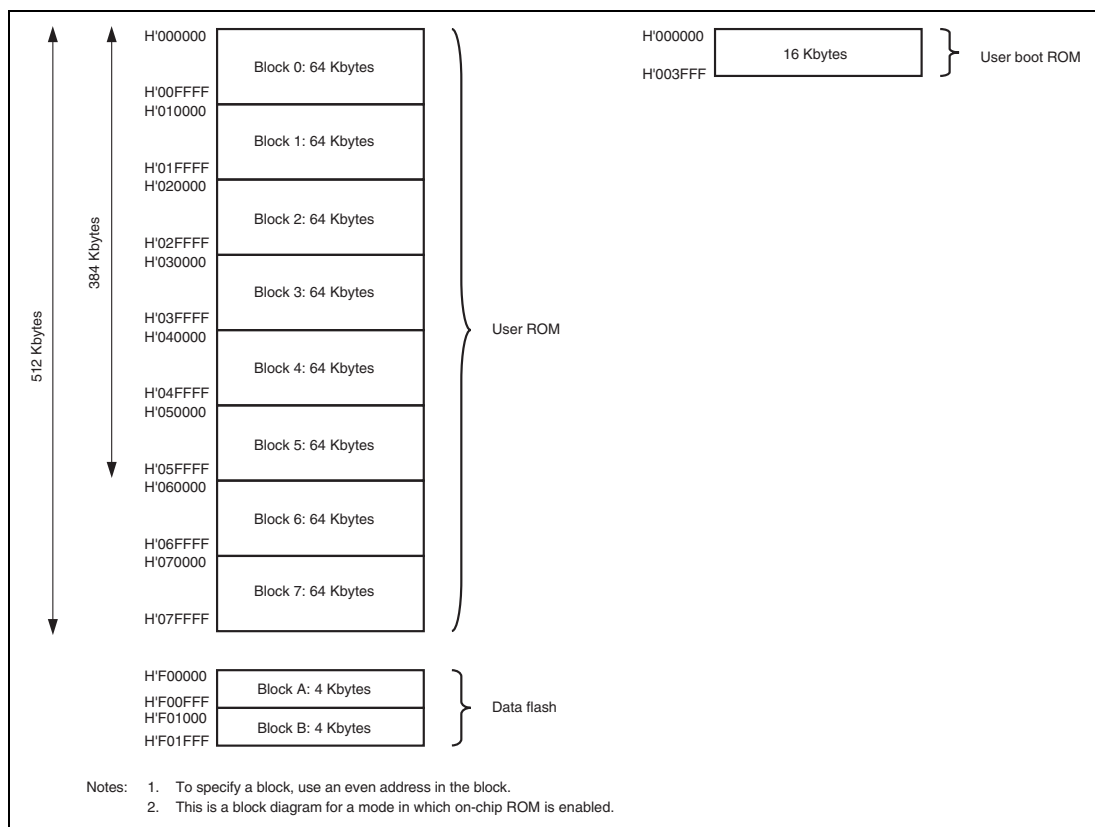 H'000000
Block 0: 64 Kbytes
H'00FFFF
H'010000
Block 1: 64 Kbytes
H'01FFFF
H'020000
Block 2: 64 Kbytes
H'02FFFF
H'030000
Block 3: 64 Kbytes
H'03FFFF
H'040000
Block 4: 64 Kbytes
H'04FFFF
H'050000
Block 5: 64 Kbytes
H'05FFFF
H'060000
Block 6: 64 Kbytes
H'06FFFF
H'070000
Block 7: 64 Kbytes
H'07FFFF
384 Kbytes
512 Kbytes
User ROM
H'F00000
Block A: 4 Kbytes
H'F00FFF
H'F01000
Block B: 4 Kbytes
H'F01FFF
Data flash
H'000000
16 Kbytes
H'003FFF
User boot ROM
Notes: 1. To specify a block, use an even address in the block.
2. This is a block diagram for a mode in which on-chip ROM is enabled.